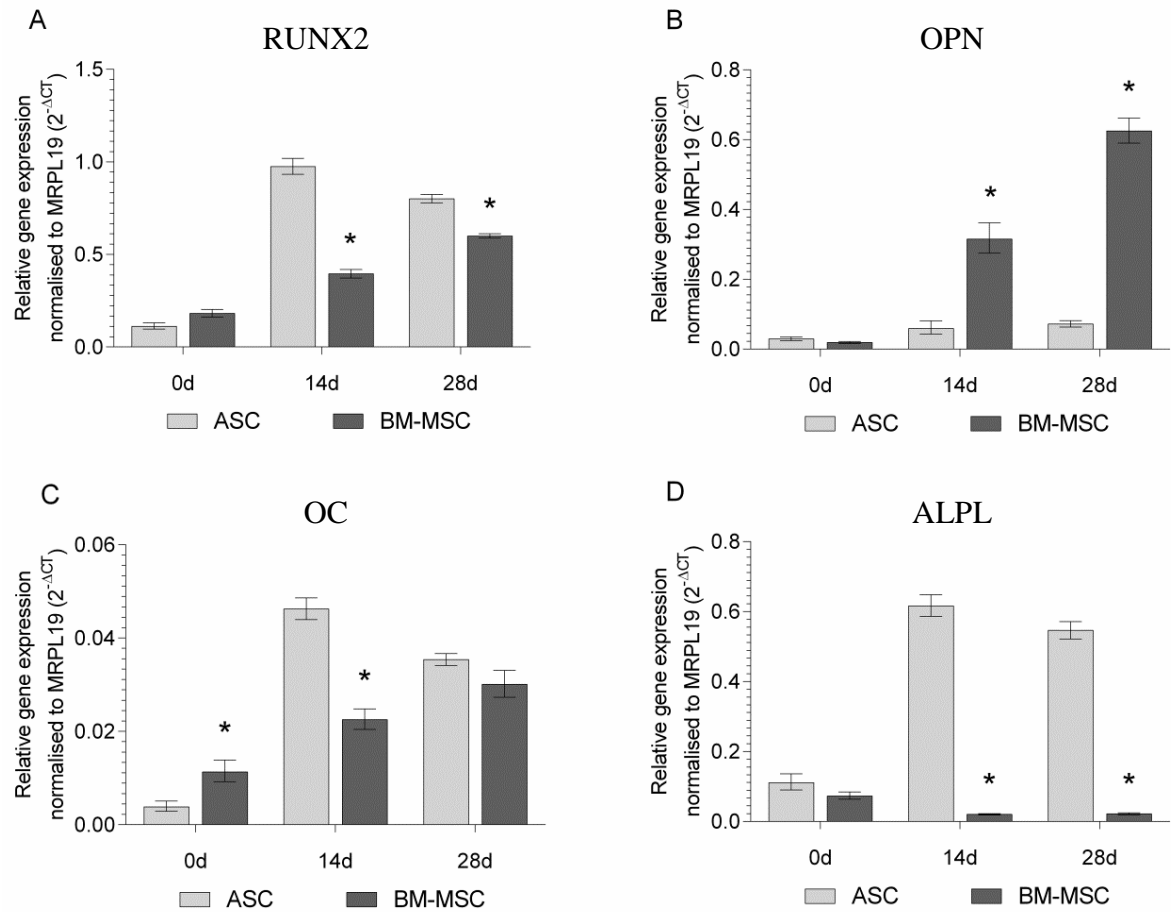 A
RUNX2
Relative gene expression
normalised to MRPL19 (2^-ΔCT)
1.5
1.0
0.5
0.0
*
*
0d 14d 28d
ASC BM-MSC
B
OPN
Relative gene expression
normalised to MRPL19 (2^-ΔCT)
0.8
0.6
0.4
0.2
0.0
*
*
0d 14d 28d
ASC BM-MSC
C
OC
Relative gene expression
normalised to MRPL19 (2^-ΔCT)
0.06
0.04
0.02
0.00
*
*
0d 14d 28d
ASC BM-MSC
D
ALPL
Relative gene expression
normalised to MRPL19 (2^-ΔCT)
0.8
0.6
0.4
0.2
0.0
* *
0d 14d 28d
ASC BM-MSC